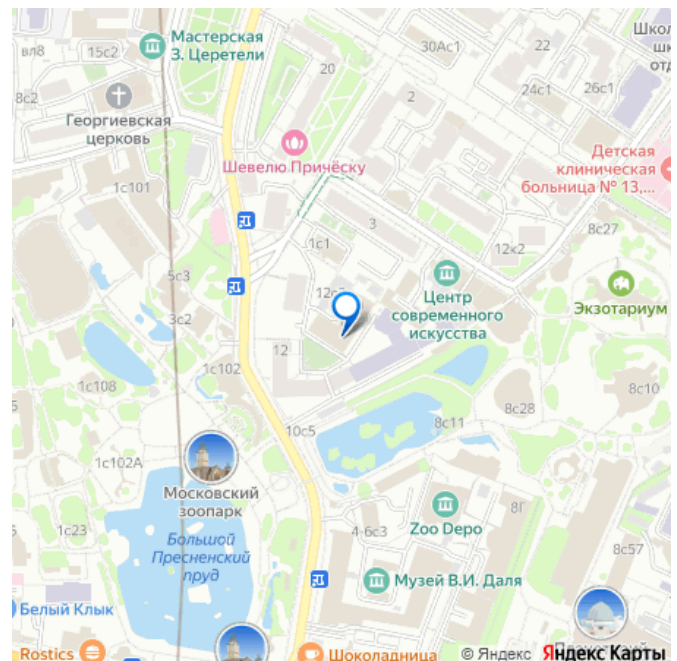 вл8
15с2
Мастерская
З. Церетели
30Ас1
22
20
2
24с1
26с1
8с2
Георгиевская
церковь
Шевелю Причёску
Детская
клиническая
больница № 13,...
1с101
3
8с27
1с1
12к2
5с3
Центр
современного
искусства
Экзотариум
3с2
12
1с102
1с108
8с10
8с28
8с11
10с5
1с102А
Московский
зоопарк
Zoo Depo
8Г
4-6с3
1с23
Большой
Пресненский
пруд
8с57
Музей В.И. Даля
Белый Клык
Rostic's
Шоколадница
© Яндекс
Яндекс Карты